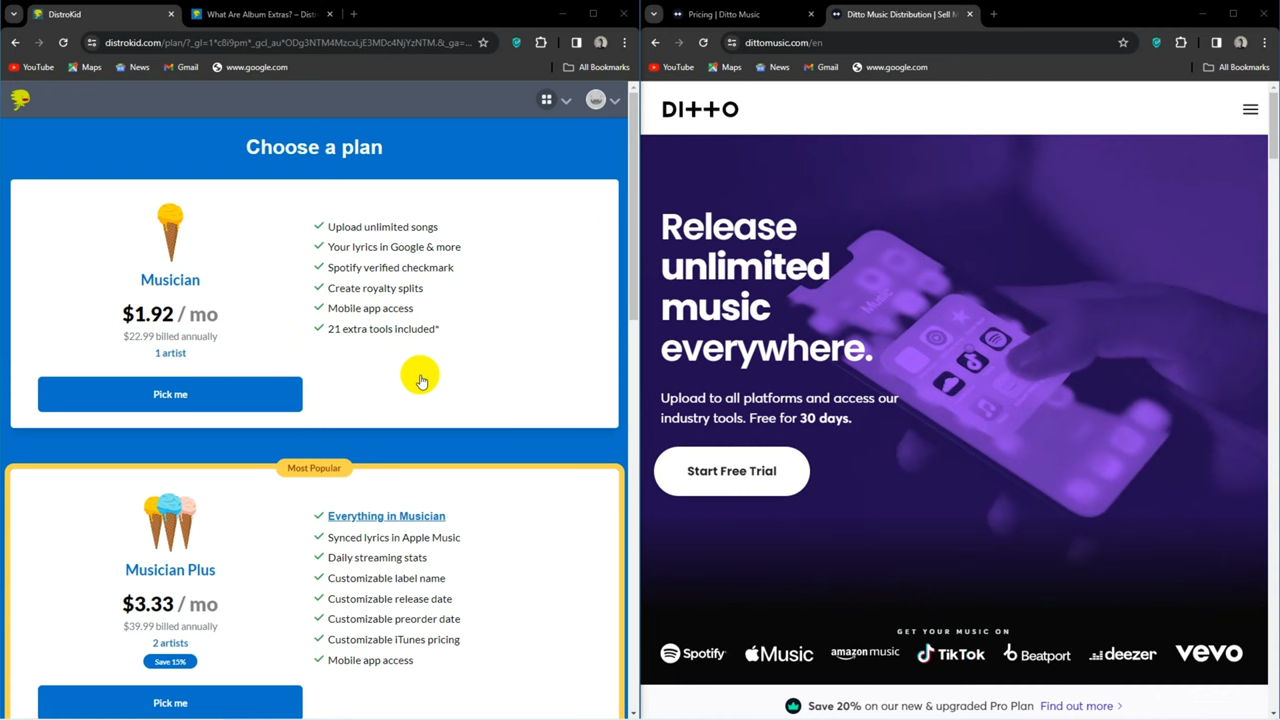 DistroKid
What Are Album Extras? – Distr
distrokid.com/plan/?_gl=1*c8i9pm*_gcl_au*ODg3NTM4MzcxLjE3MDc4NjYzNTM.&_ga=...
YouTube
Maps
News
Gmail
www.google.com
All Bookmarks
Choose a plan
Musician
$1.92 / mo
$22.99 billed annually
1 artist
Pick me
Upload unlimited songs
Your lyrics in Google & more
Spotify verified checkmark
Create royalty splits
Mobile app access
21 extra tools included*
Most Popular
Musician Plus
$3.33 / mo
$39.99 billed annually
2 artists
Save 15%
Pick me
Everything in Musician
Synced lyrics in Apple Music
Daily streaming stats
Customizable label name
Customizable release date
Customizable preorder date
Customizable iTunes pricing
Mobile app access
Pricing | Ditto Music
Ditto Music Distribution | Sell M
dittomusic.com/en
YouTube
Maps
News
Gmail
www.google.com
All Bookmarks
DITTO
Release
unlimited
music
everywhere.
Upload to all platforms and access our
industry tools. Free for 30 days.
Start Free Trial
Music
GET YOUR MUSIC ON
Spotify
Music
amazon music
TikTok
Beatport
deezer
vevo
Save 20% on our new & upgraded Pro Plan Find out more >